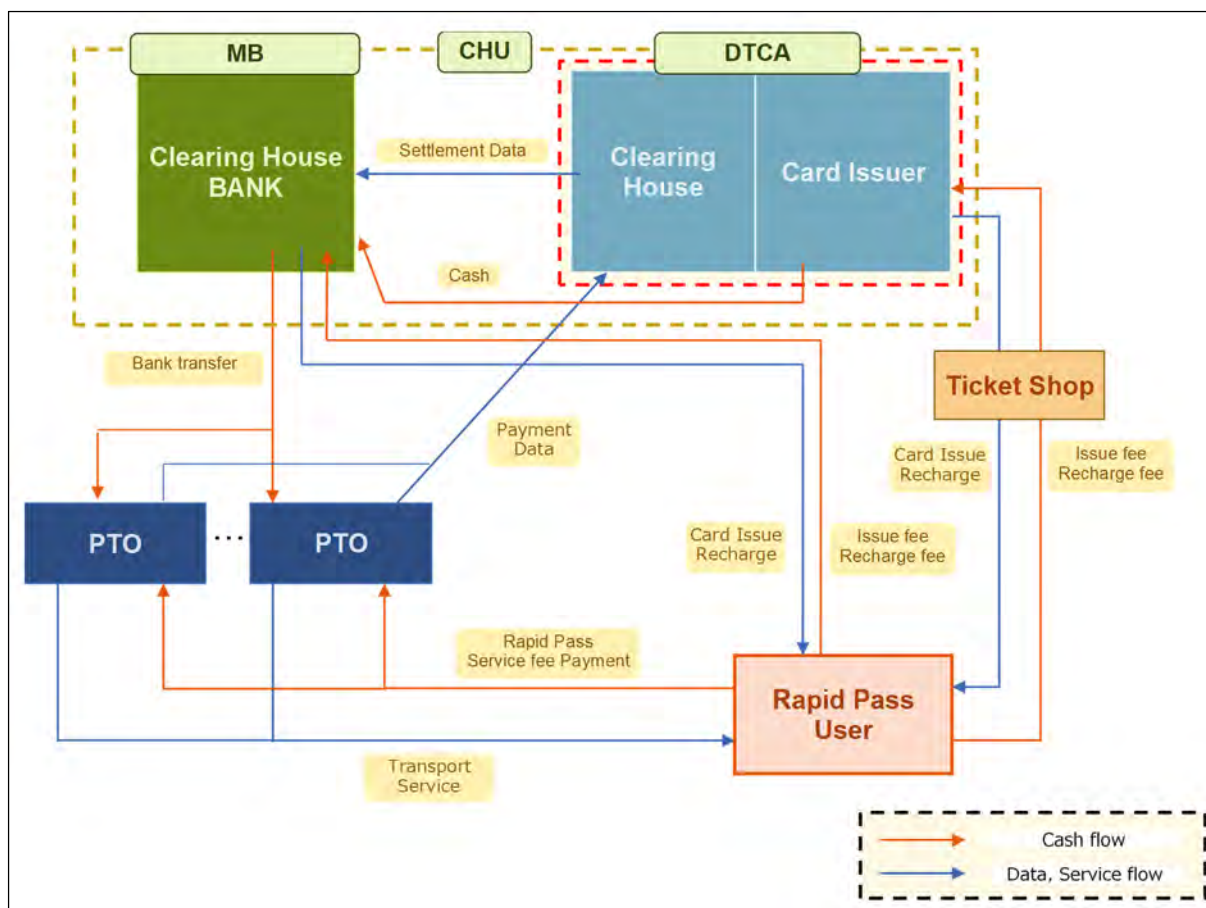 MB
CHU
DTCA
Clearing House
BANK
Settlement Data
Clearing
House
Card Issuer
Cash
Bank transfer
Ticket Shop
Payment
Data
Card Issue
Recharge
Issue fee
Recharge fee
PTO
...
PTO
Card Issue
Recharge
Issue fee
Recharge fee
Rapid Pass
Service fee Payment
Rapid Pass
User
Transport
Service
Cash flow
Data, Service flow